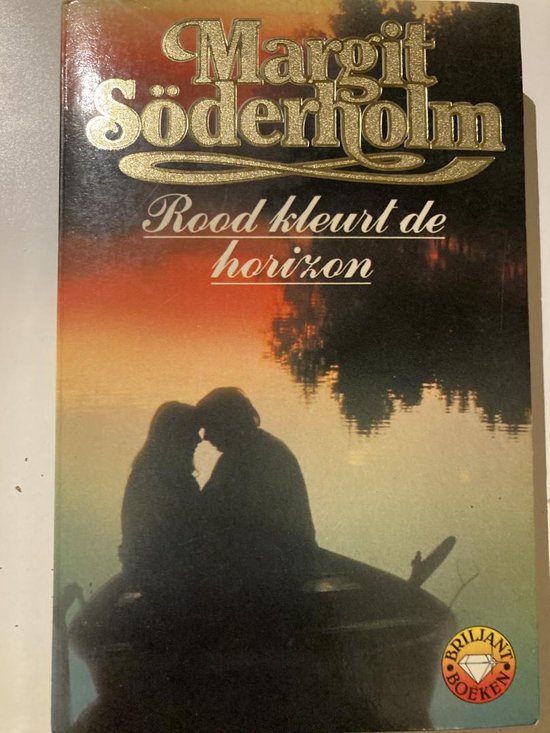 Margit
Söderholm
Rood kleurt de
horizon
BRILJANT
BOEKEN